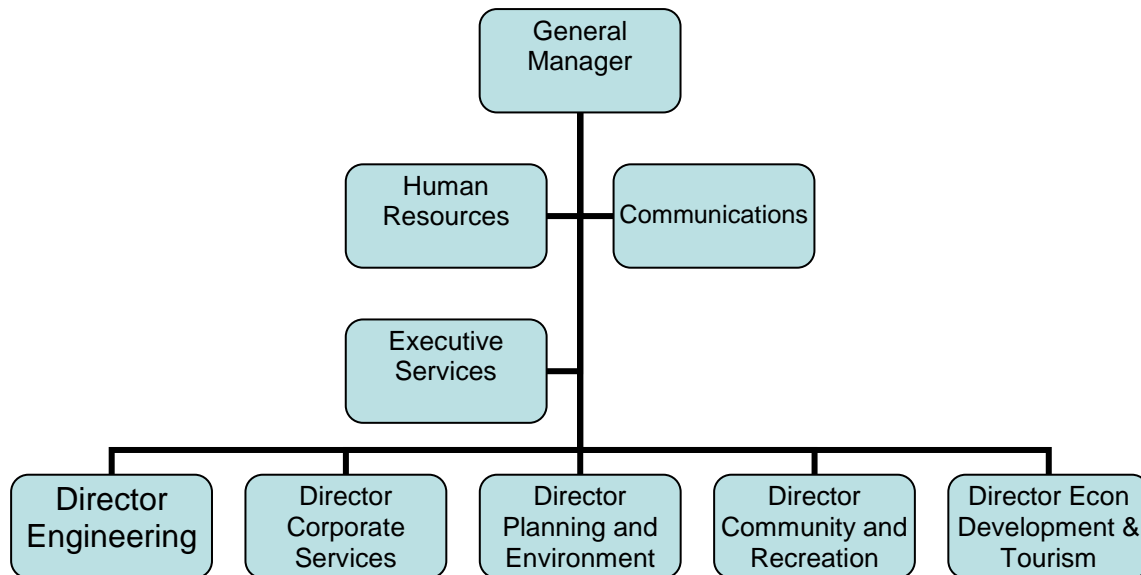 General
Manager
Human
Resources
Communications
Executive
Services
Director
Engineering
Director
Corporate
Services
Director
Planning and
Environment
Director
Community and
Recreation
Director Econ
Development &
Tourism